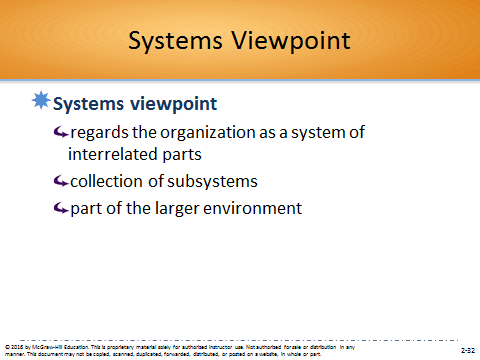 Systems Viewpoint
Systems viewpoint
regards the organization as a system of
interrelated parts
collection of subsystems
part of the larger environment
© 2016 by McGraw-Hill Education. This is proprietary material solely for authorized instructor use. Not authorized for sale or distribution in any
manner. This document may not be copied, scanned, duplicated, forwarded, distributed, or posted on a website, in whole or part.
2-32